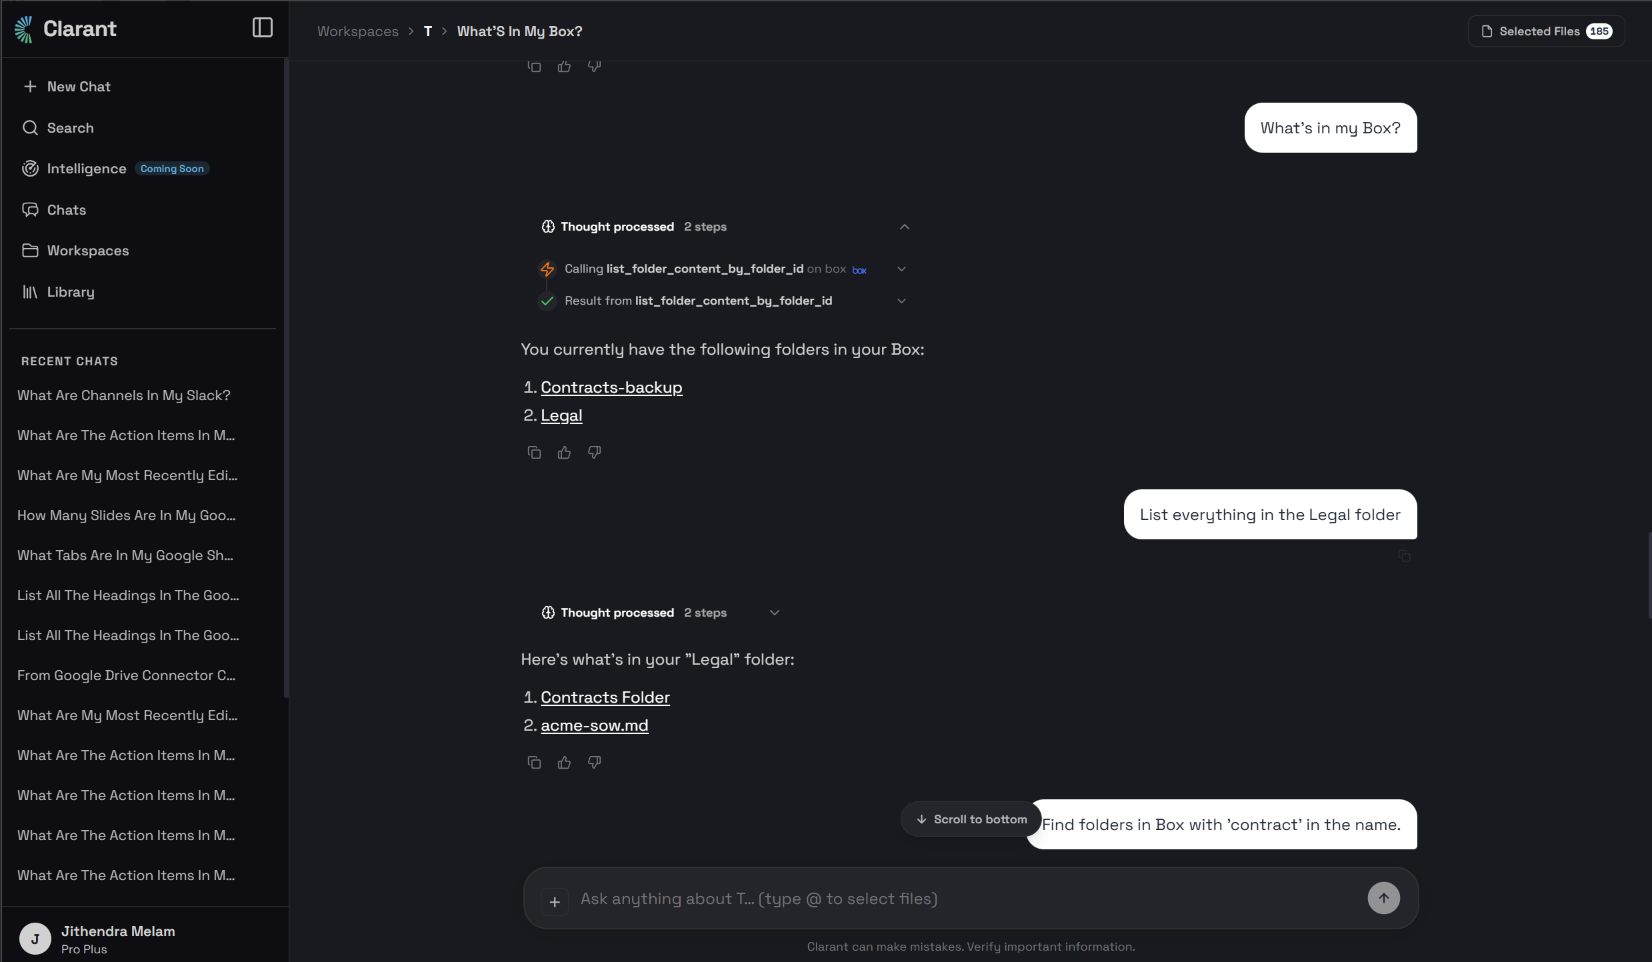 Clarant
New Chat
Search
Intelligence Coming Soon
Chats
Workspaces
Library
RECENT CHATS
What Are Channels In My Slack?
What Are The Action Items In M...
What Are My Most Recently Edi...
How Many Slides Are In My Goo...
What Tabs Are In My Google Sh...
List All The Headings In The Goo...
List All The Headings In The Goo...
From Google Drive Connector C...
What Are My Most Recently Edi...
What Are The Action Items In M...
What Are The Action Items In M...
What Are The Action Items In M...
What Are The Action Items In M...
J
Jithendra Melam
Pro Plus
Workspaces > T > What'S In My Box?
Selected Files 185
What's in my Box?
Thought processed 2 steps
Calling list_folder_content_by_folder_id on box box
Result from list_folder_content_by_folder_id
You currently have the following folders in your Box:
1. Contracts-backup
2. Legal
List everything in the Legal folder
Thought processed 2 steps
Here's what's in your "Legal" folder:
1. Contracts Folder
2. acme-sow.md
Scroll to bottom
Find folders in Box with 'contract' in the name.
Ask anything about T... (type @ to select files)
Clarant can make mistakes. Verify important information.